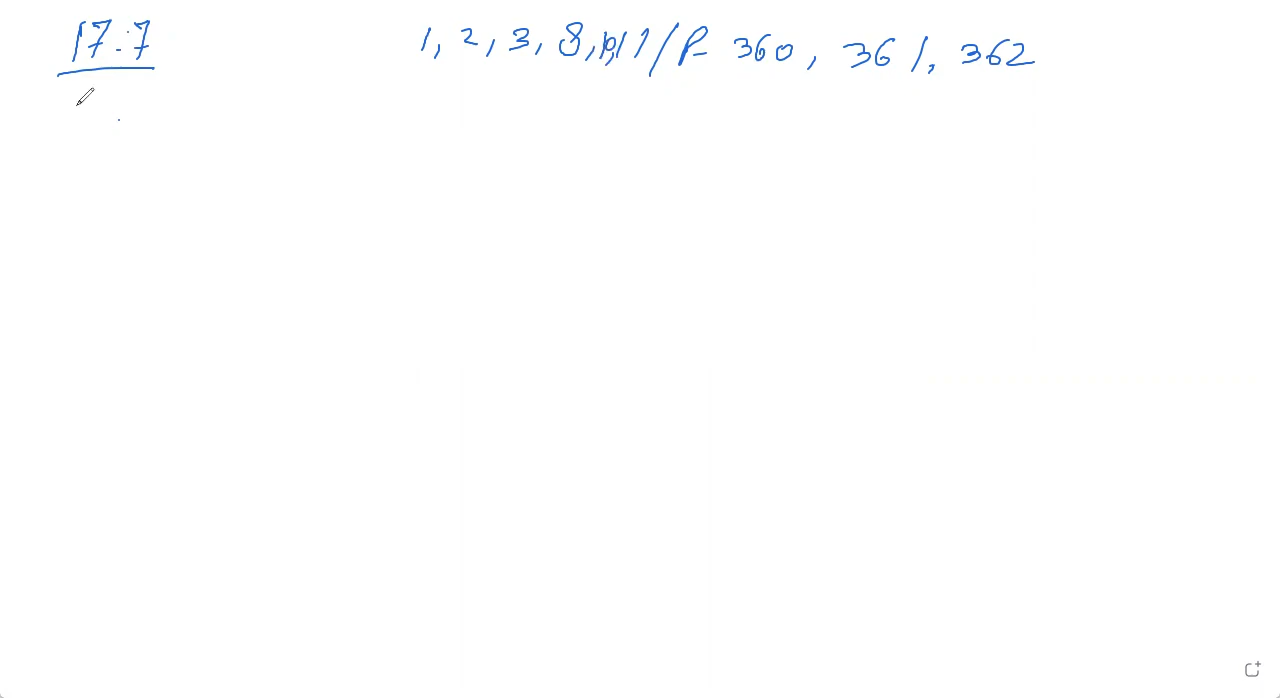 17.7 1, 2, 3, 8, 10, 11 / P- 360, 361, 362